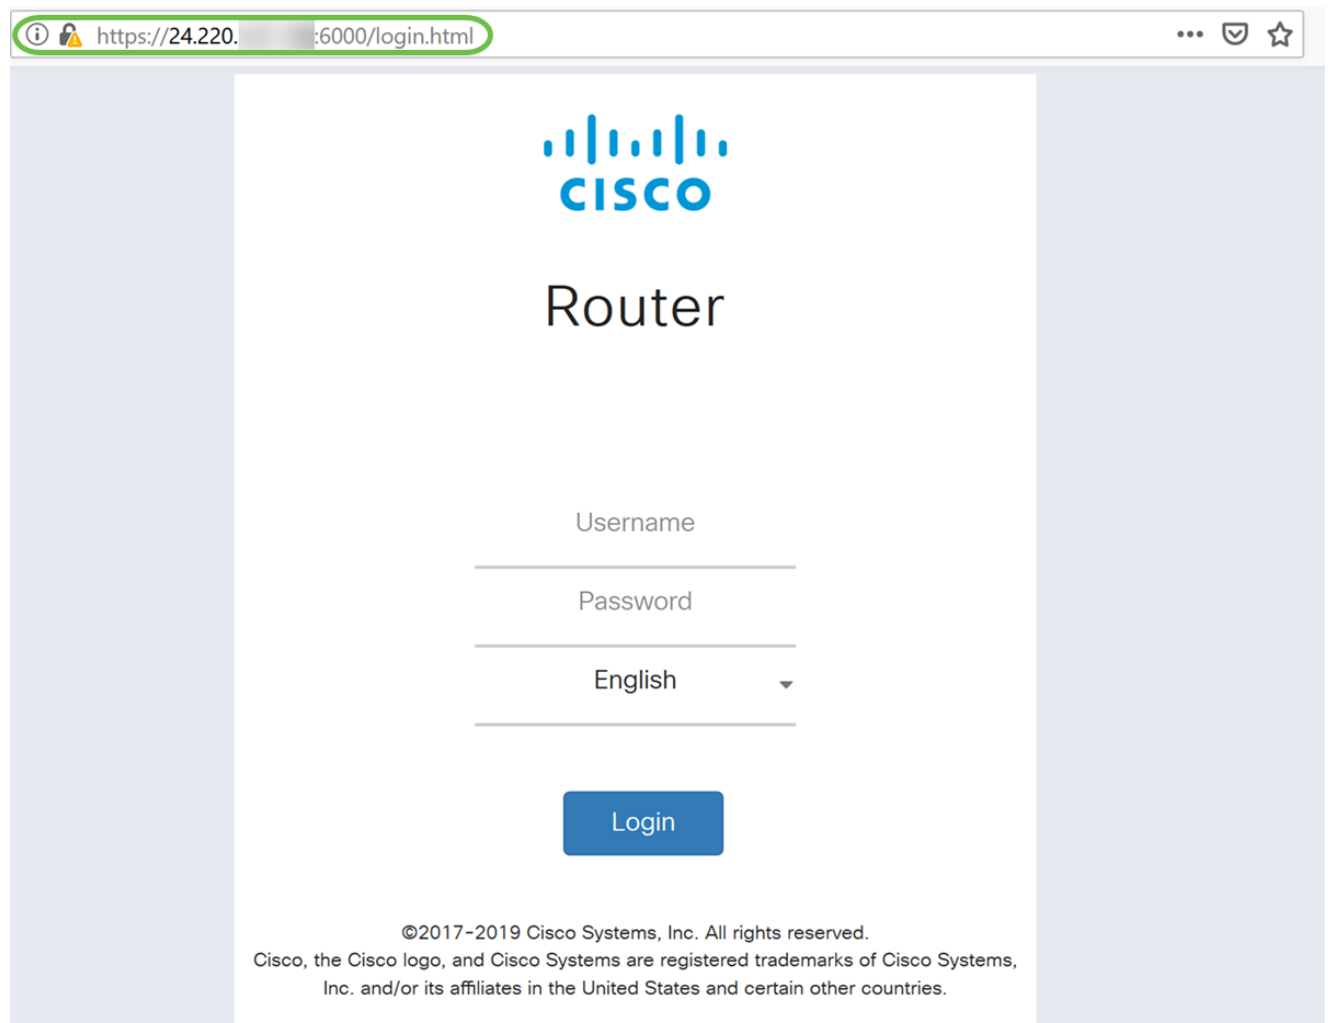 https://24.220. :6000/login.html
CISCO
Router
Username
Password
English
Login
©2017-2019 Cisco Systems, Inc. All rights reserved.
Cisco, the Cisco logo, and Cisco Systems are registered trademarks of Cisco Systems,
Inc. and/or its affiliates in the United States and certain other countries.